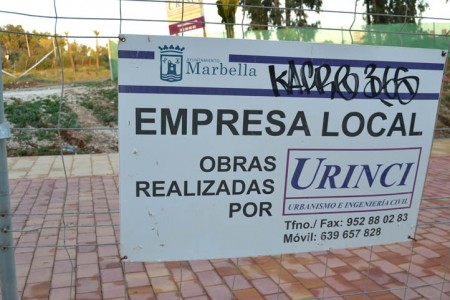 AYUNTAMIENTO
Marbella
EMPRESA LOCAL
OBRAS
REALIZADAS
POR
URINCI
URBANISMO E INGENIERÍA CIVIL
Tfno./ Fax: 952 88 02 83
Móvil: 639 657 828